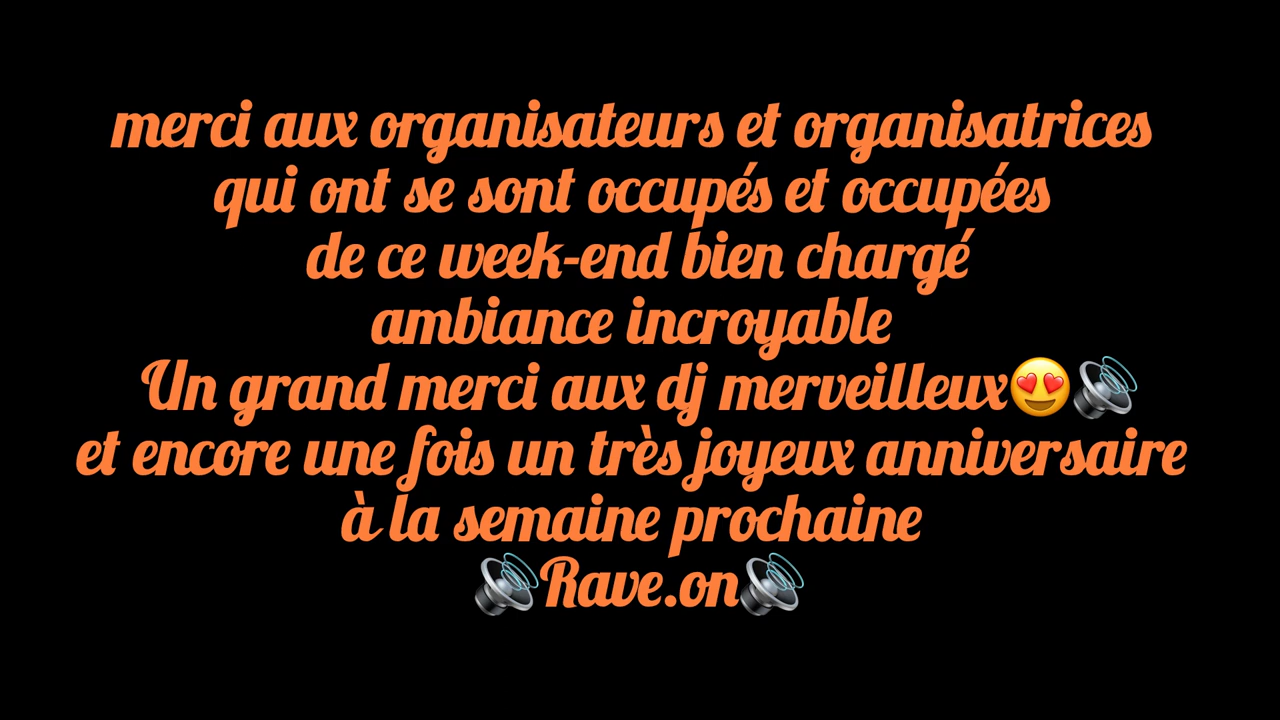 merci aux organisateurs et organisatrices
qui ont se sont occupés et occupées
de ce week-end bien chargé
ambiance incroyable
Un grand merci aux dj merveilleux😍🔊
et encore une fois un très joyeux anniversaire
à la semaine prochaine
🔊Rave.on🔊